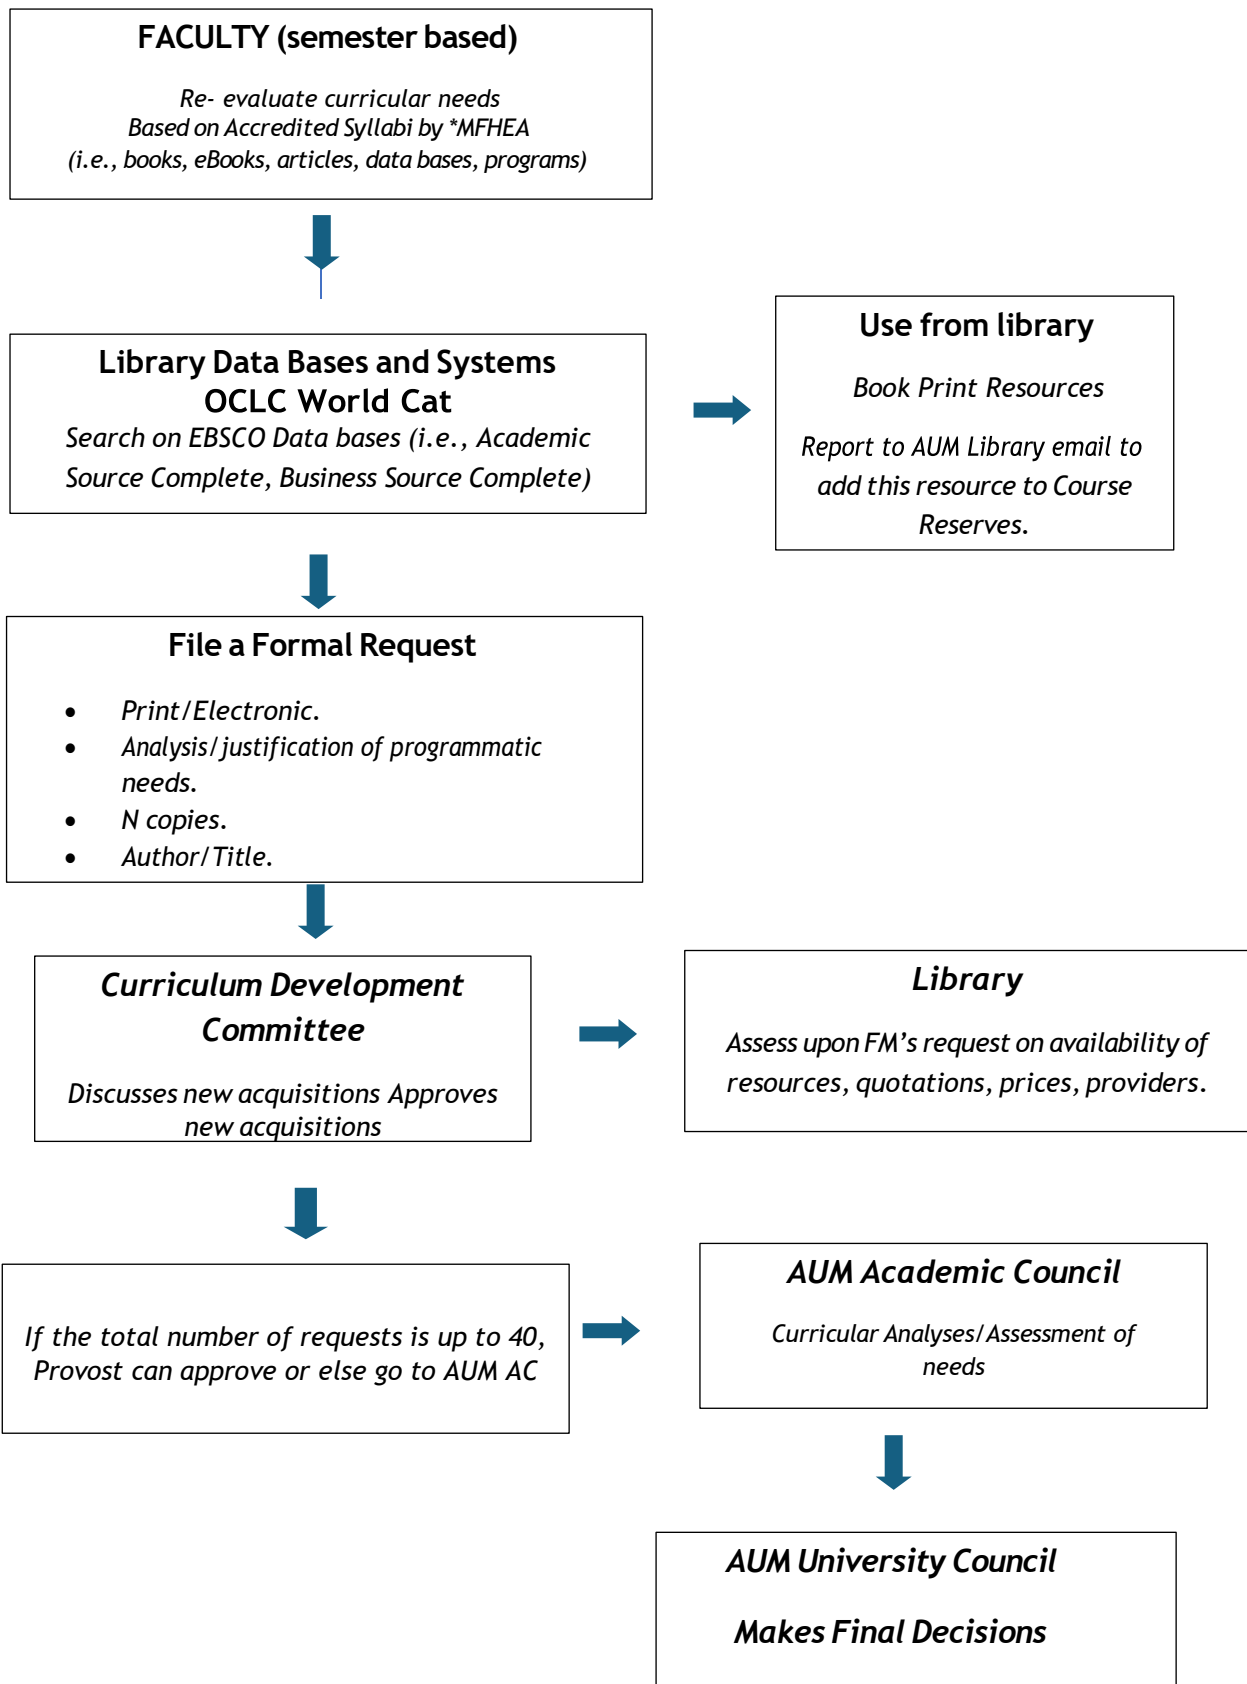 FACULTY (semester based)
Re- evaluate curricular needs
Based on Accredited Syllabi by *MFHEA
(i.e., books, eBooks, articles, data bases, programs)
Library Data Bases and Systems
OCLC World Cat
Search on EBSCO Data bases (i.e., Academic
Source Complete, Business Source Complete)
Use from library
Book Print Resources
Report to AUM Library email to
add this resource to Course
Reserves.
File a Formal Request
• Print/Electronic.
• Analysis/justification of programmatic
needs.
• N copies.
• Author/Title.
Curriculum Development
Committee
Discusses new acquisitions Approves
new acquisitions
Library
Assess upon FM's request on availability of
resources, quotations, prices, providers.
If the total number of requests is up to 40,
Provost can approve or else go to AUM AC
AUM Academic Council
Curricular Analyses/Assessment of
needs
AUM University Council
Makes Final Decisions